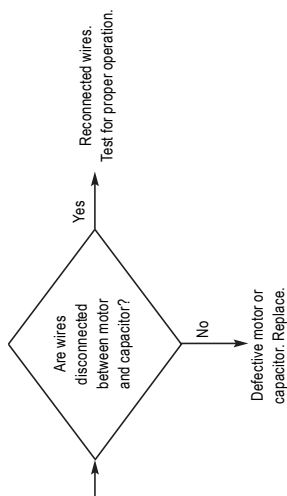 Are wires
disconnected
between motor
and capacitor?
Yes
Reconnected wires.
Test for proper operation.
No
Defective motor or
capacitor. Replace.